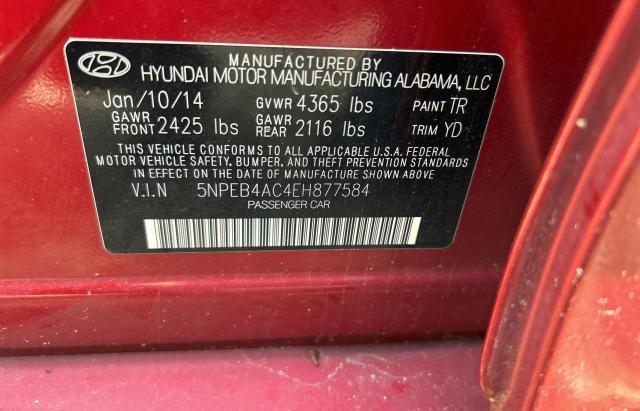 MANUFACTURED BY
HYUNDAI MOTOR MANUFACTURING ALABAMA, LLC
Jan/10/14 GVWR 4365 lbs PAINT TR
GAWR FRONT 2425 lbs GAWR REAR 2116 lbs TRIM YD
THIS VEHICLE CONFORMS TO ALL APPLICABLE U.S.A. FEDERAL
MOTOR VEHICLE SAFETY, BUMPER, AND THEFT PREVENTION STANDARDS
IN EFFECT ON THE DATE OF MANUFACTURE SHOWN ABOVE.
V.I.N 5NPEB4AC4EH877584
PASSENGER CAR